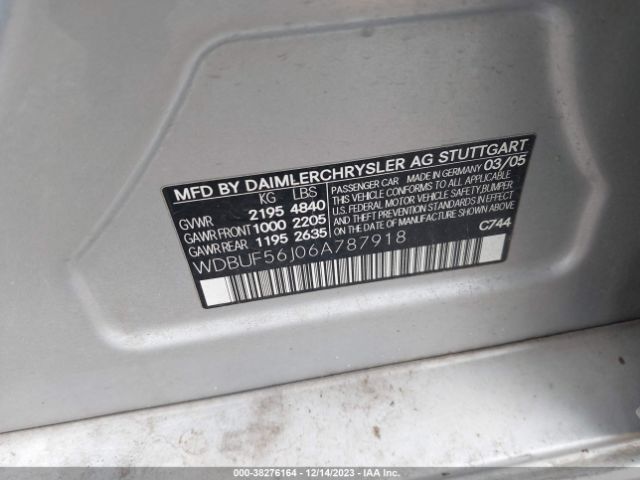 MFD BY DAIMLERCHRYSLER AG STUTTGART
KG LBS
GVWR 2195 4840
GAWR FRONT 1000 2205
GAWR REAR 1195 2635
PASSENGER CAR MADE IN GERMANY 03/05
THIS VEHICLE CONFORMS TO ALL APPLICABLE
U.S.FEDERAL MOTOR VEHICLE SAFETY,BUMPER
AND THEFT PREVENTION STANDARDS IN EFFECT
ON THE DATE OF MANUFACTURE SHOWN ABOVE
C744
WDBUF56J06A787918
000-38276164 • 12/14/2023 - IAA Inc.